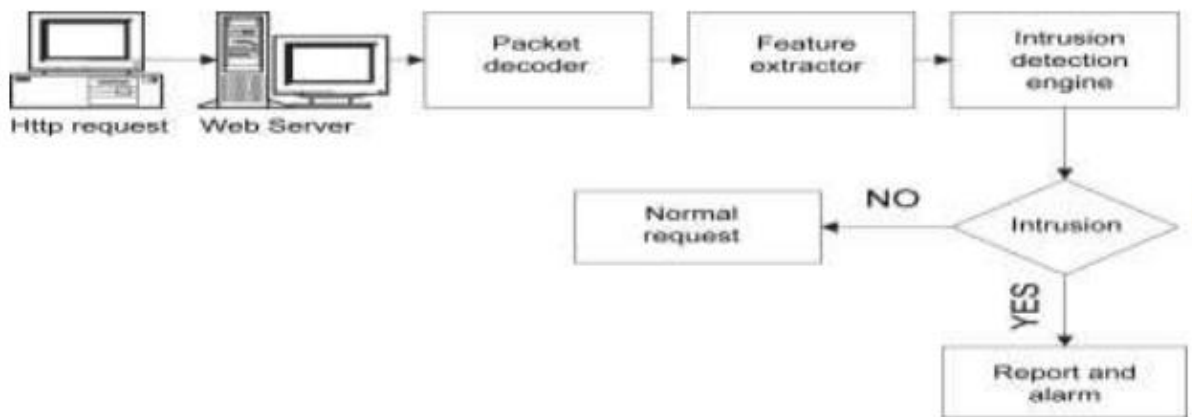 Http request
Web Server
Packet
decoder
Feature
extractor
Intrusion
detection
engine
Intrusion
NO
Normal
request
YES
Report and
alarm